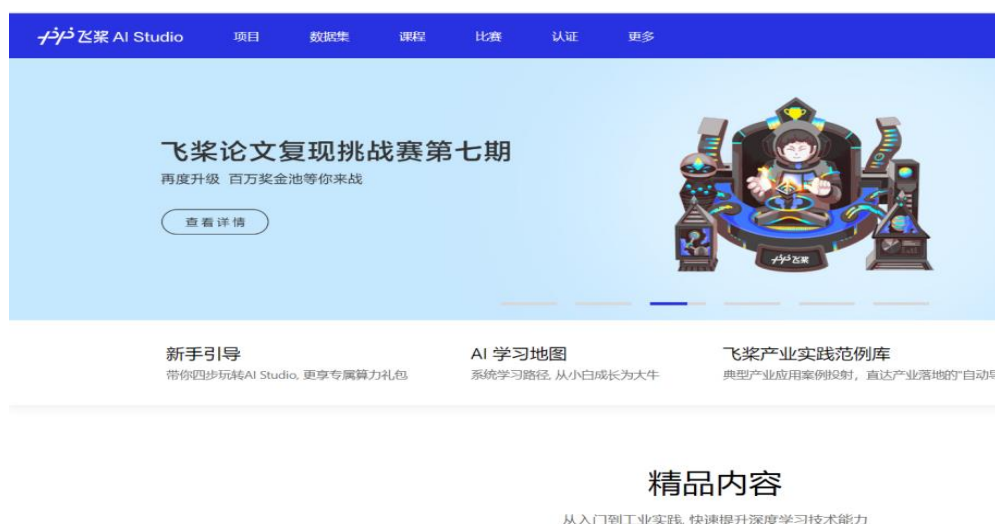 飞桨 AI Studio 项目 数据集 课程 比赛 认证 更多
飞桨论文复现挑战赛第七期
再度升级 百万奖金池等你来战
查看详情
飞桨
新手引导 AI 学习地图 飞桨产业实践范例库
带你四步玩转AI Studio, 更享专属算力礼包 系统学习路径, 从小白成长为大牛 典型产业应用案例投射，直达产业落地的"自动导
精品内容
从入门到工业实践, 快速提升深度学习技术能力